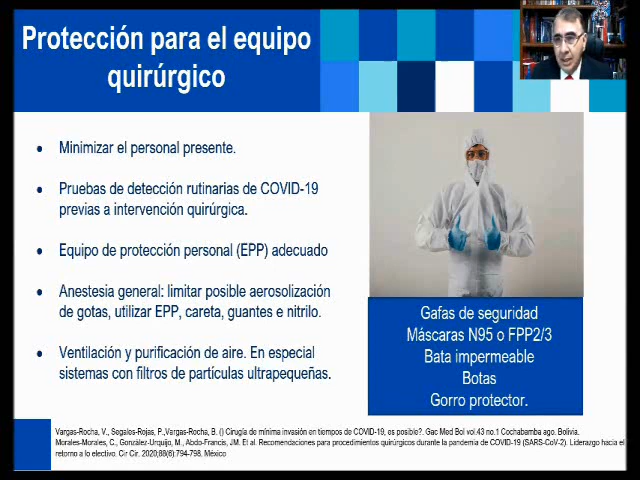 Protección para el equipo
quirúrgico
Minimizar el personal presente.
Pruebas de detección rutinarias de COVID-19
previas a intervención quirúrgica.
Equipo de protección personal (EPP) adecuado
Anestesia general: limitar posible aerosolización
de gotas, utilizar EPP, careta, guantes e nitrilo.
Ventilación y purificación de aire. En especial
sistemas con filtros de partículas ultrapequeñas.
Gafas de seguridad
Máscaras N95 o FPP2/3
Bata impermeable
Botas
Gorro protector.
Vargas-Rocha, V., Segales-Rojas, P.,Vargas-Rocha, B. () Cirugía de mínima invasión en tiempos de COVID-19, es posible?. Gac Med Bol vol.43 no.1 Cochabamba ago. Bolivia.
Morales-Morales, C., González-Urquijo, M., Abdo-Francis, JM. Et al. Recomendaciones para procedimientos quirúrgicos durante la pandemia de COVID-19 (SARS-CoV-2). Liderazgo hacia el
retorno a lo electivo. Cir Cir. 2020;88(6):794-798. México